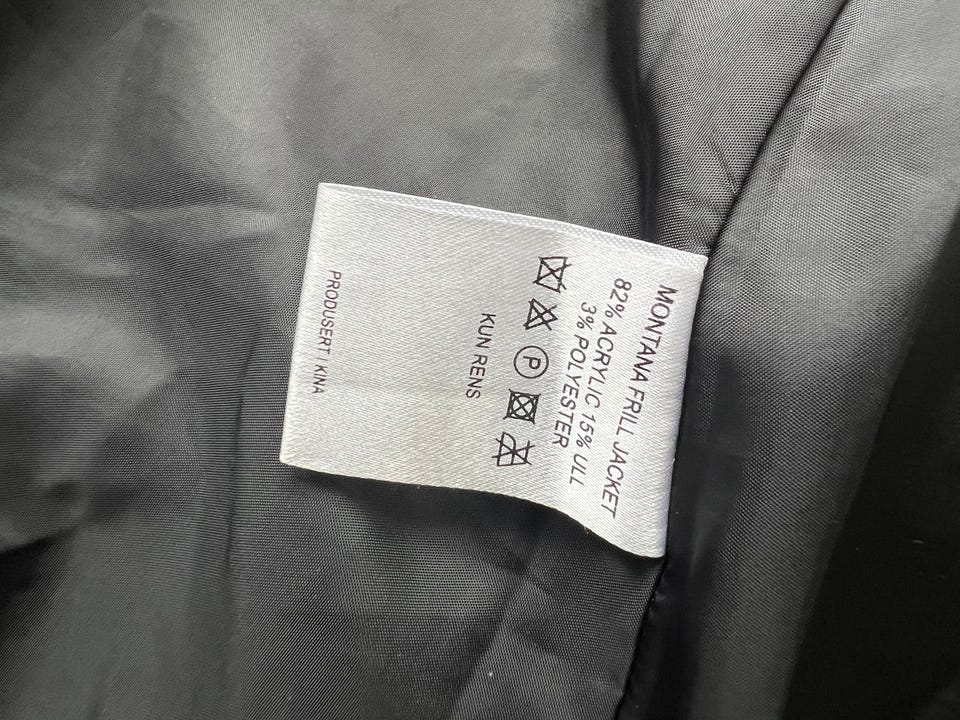 MONTANA FRILL JACKET
82% ACRYLIC 15% ULL
3% POLYESTER
P
KUN RENS
PRODUSERT I KINA